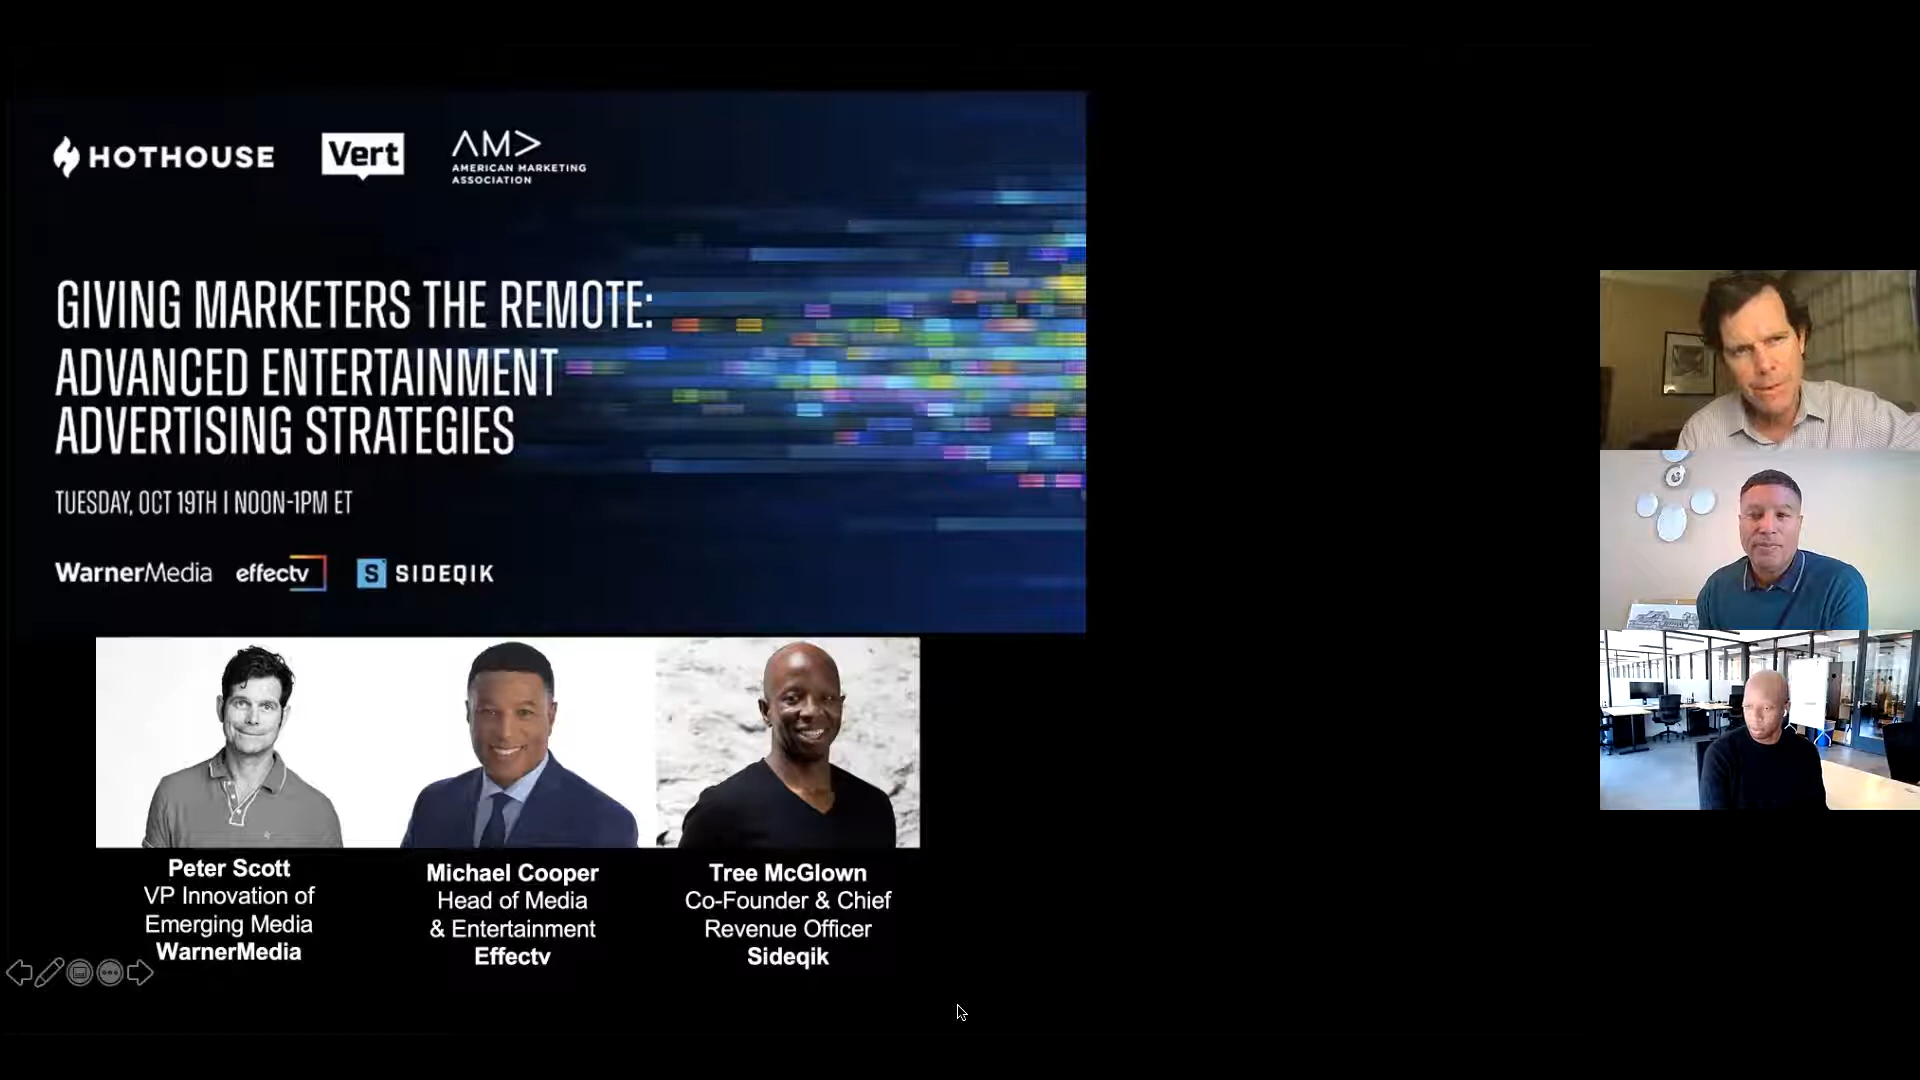 HOTHOUSE
Vert
AMA
AMERICAN MARKETING
ASSOCIATION
GIVING MARKETERS THE REMOTE:
ADVANCED ENTERTAINMENT
ADVERTISING STRATEGIES
TUESDAY, OCT 19TH | NOON-1PM ET
WarnerMedia
effectv
S SIDEQIK
Peter Scott
VP Innovation of
Emerging Media
WarnerMedia
Michael Cooper
Head of Media
& Entertainment
Effectv
Tree McGlown
Co-Founder & Chief
Revenue Officer
Sideqik